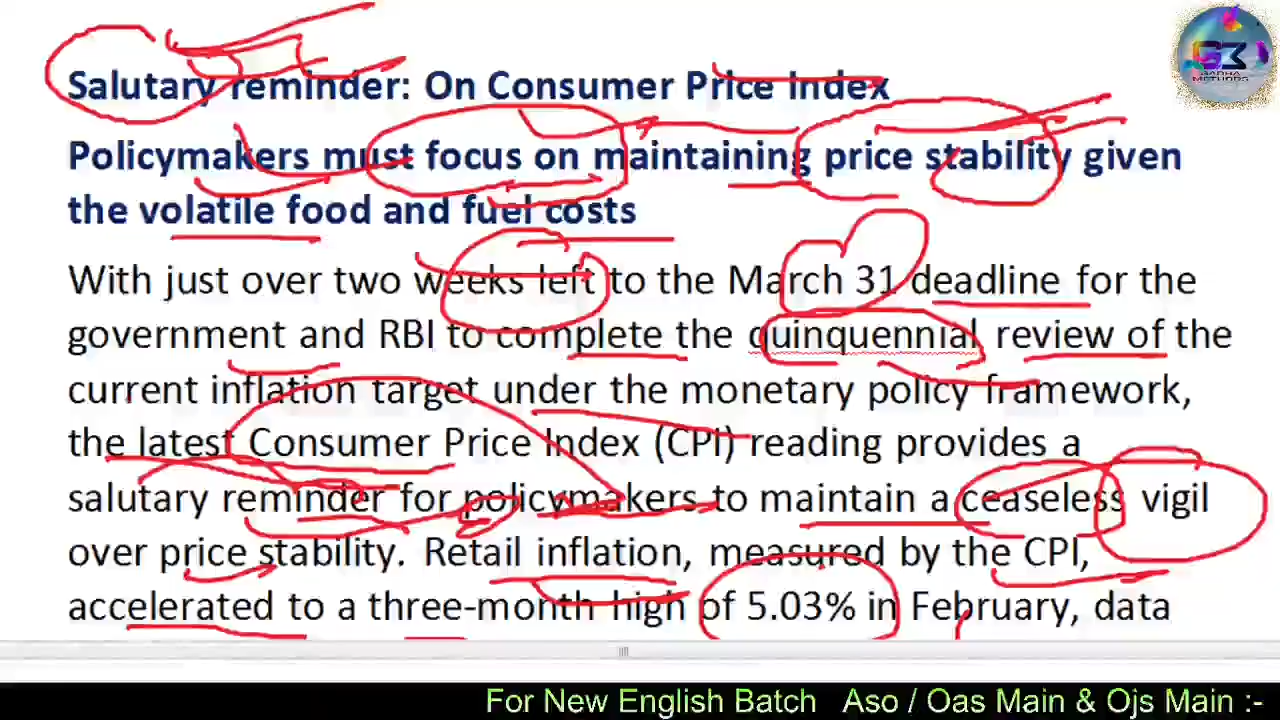 Salutary reminder: On Consumer Price Index
Policymakers must focus on maintaining price stability given
the volatile food and fuel costs
With just over two weeks left to the March 31 deadline for the
government and RBI to complete the quinquennial review of the
current inflation target under the monetary policy framework,
the latest Consumer Price Index (CPI) reading provides a
salutary reminder for policymakers to maintain a ceaseless vigil
over price stability. Retail inflation, measured by the CPI,
accelerated to a three-month high of 5.03% in February, data
For New English Batch Aso / Oas Main & Ojs Main :-